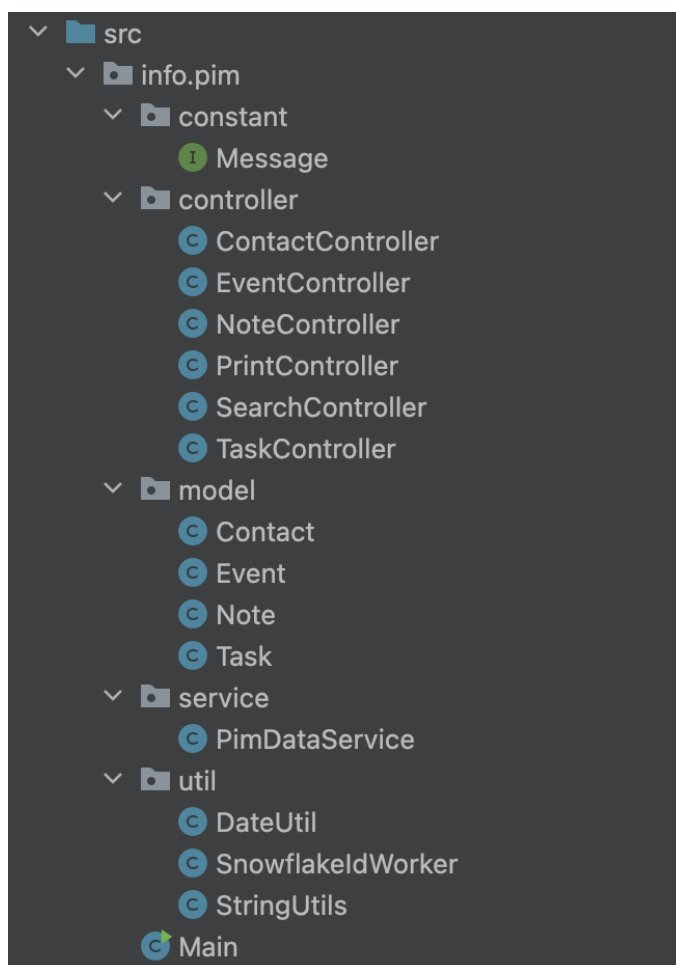 src
info.pim
constant
I Message
controller
C ContactController
C EventController
C NoteController
C PrintController
C SearchController
C TaskController
model
C Contact
C Event
C Note
C Task
service
C PimDataService
util
C DateUtil
C SnowflakeIdWorker
C StringUtils
C Main